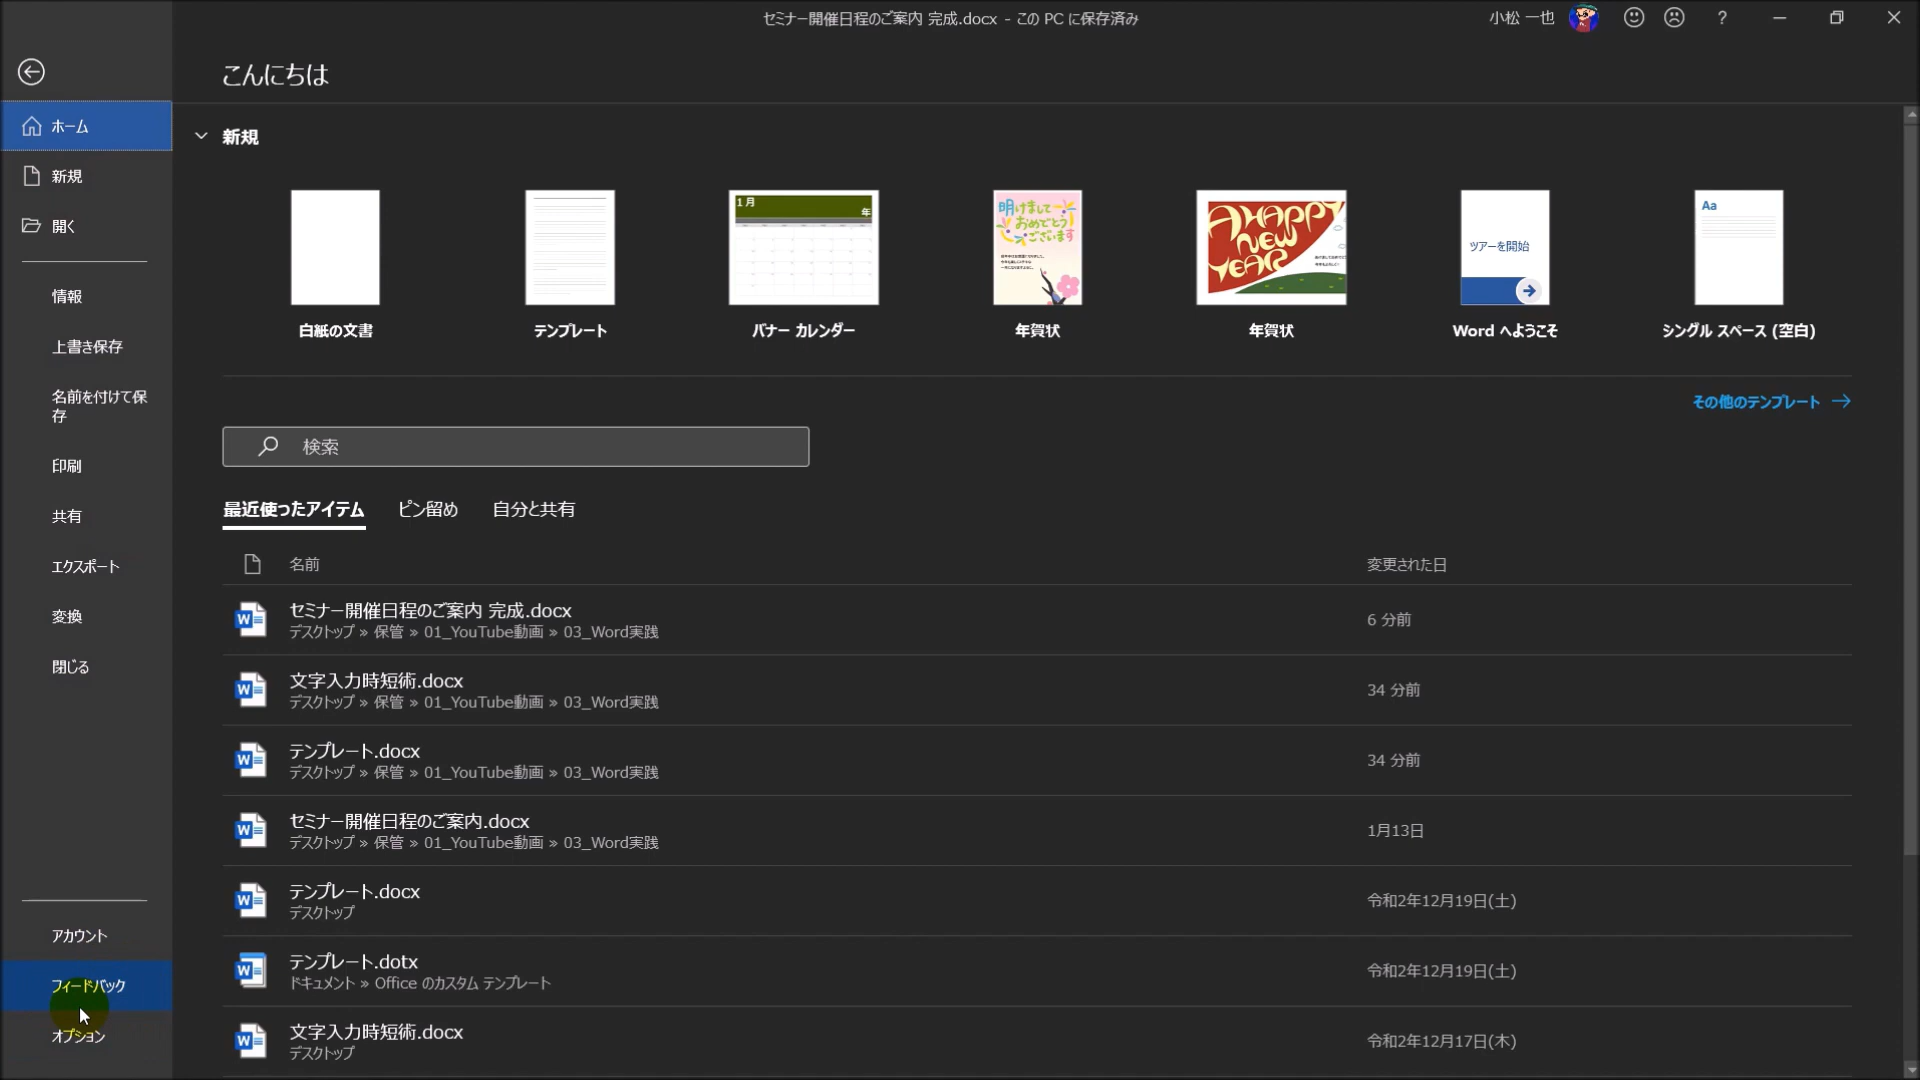 セミナー開催日程のご案内 完成.docx - この PC に保存済み
小松 一也
?
こんにちは
ホーム
新規
開く
情報
上書き保存
名前を付けて保
存
印刷
共有
エクスポート
変換
閉じる
アカウント
フィードバック
オプション
新規
1 月
年
明けまして
おめでとう
ございます
A HAPPY
NEW
YEAR
ツアーを開始
Aa
白紙の文書
テンプレート
バナー カレンダー
年賀状
年賀状
Word へようこそ
シングル スペース (空白)
その他のテンプレート
検索
最近使ったアイテム
ピン留め
自分と共有
名前
変更された日
セミナー開催日程のご案内 完成.docx
デスクトップ » 保管 » 01_YouTube動画 » 03_Word実践
6 分前
文字入力時短術.docx
デスクトップ » 保管 » 01_YouTube動画 » 03_Word実践
34 分前
テンプレート.docx
デスクトップ » 保管 » 01_YouTube動画 » 03_Word実践
34 分前
セミナー開催日程のご案内.docx
デスクトップ » 保管 » 01_YouTube動画 » 03_Word実践
1月13日
テンプレート.docx
デスクトップ
令和2年12月19日(土)
テンプレート.dotx
ドキュメント » Office のカスタム テンプレート
令和2年12月19日(土)
文字入力時短術.docx
デスクトップ
令和2年12月17日(木)